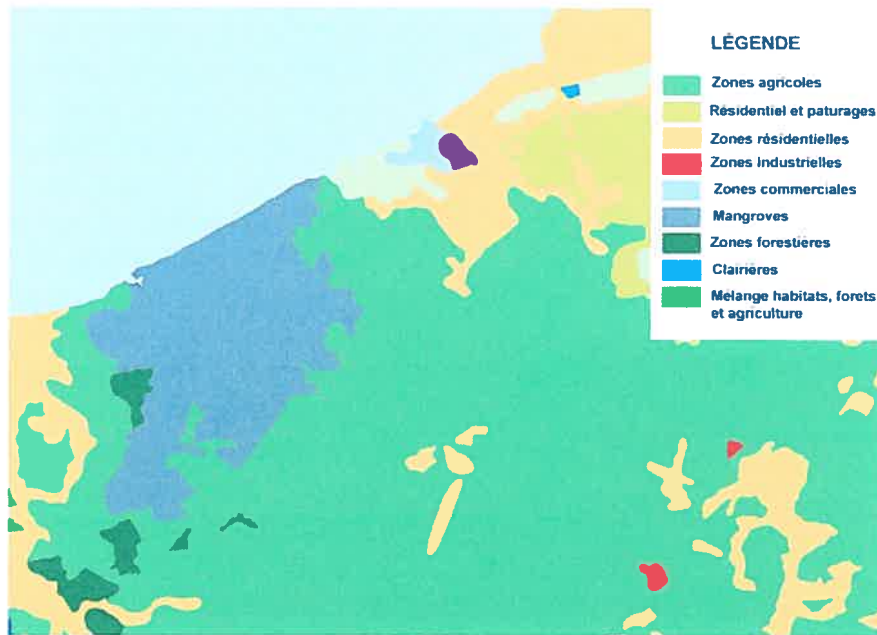 LÉGENDE
Zones agricoles
Résidentiel et paturages
Zones résidentielles
Zones Industrielles
Zones commerciales
Mangroves
Zones forestières
Clairières
Mélange habitats, forets
et agriculture